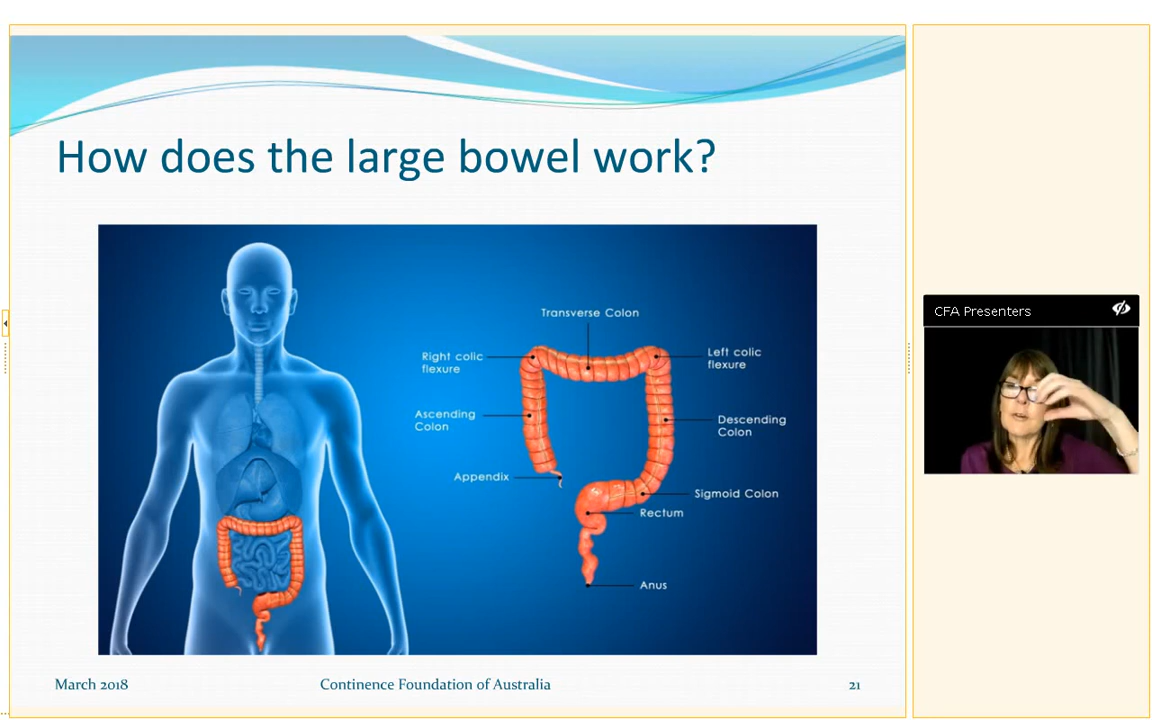 How does the large bowel work?
Transverse Colon
Right colic
flexure
Left colic
flexure
Ascending
Colon
Descending
Colon
Appendix
Sigmoid Colon
Rectum
Anus
March 2018
Continence Foundation of Australia
21
CFA Presenters